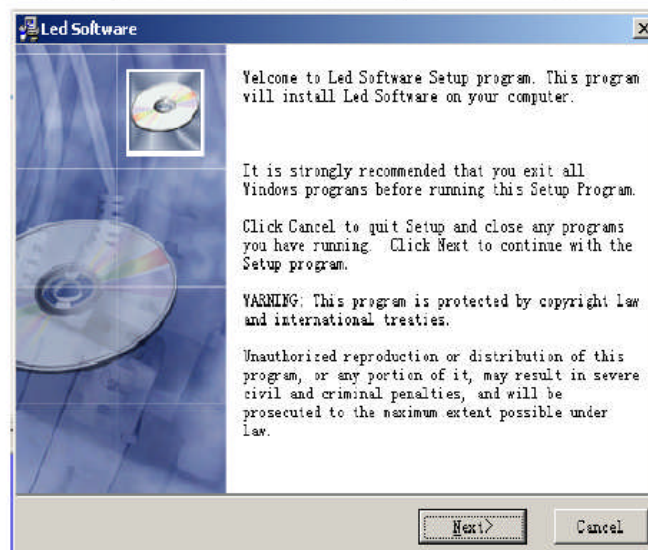 Led Software
Welcome to Led Software Setup program. This program
will install Led Software on your computer.
It is strongly recommended that you exit all
Windows programs before running this Setup Program.
Click Cancel to quit Setup and close any programs
you have running.  Click Next to continue with the
Setup program.
WARNING: This program is protected by copyright law
and international treaties.
Unauthorized reproduction or distribution of this
program, or any portion of it, may result in severe
civil and criminal penalties, and will be
prosecuted to the maximum extent possible under
law.
Next>
Cancel